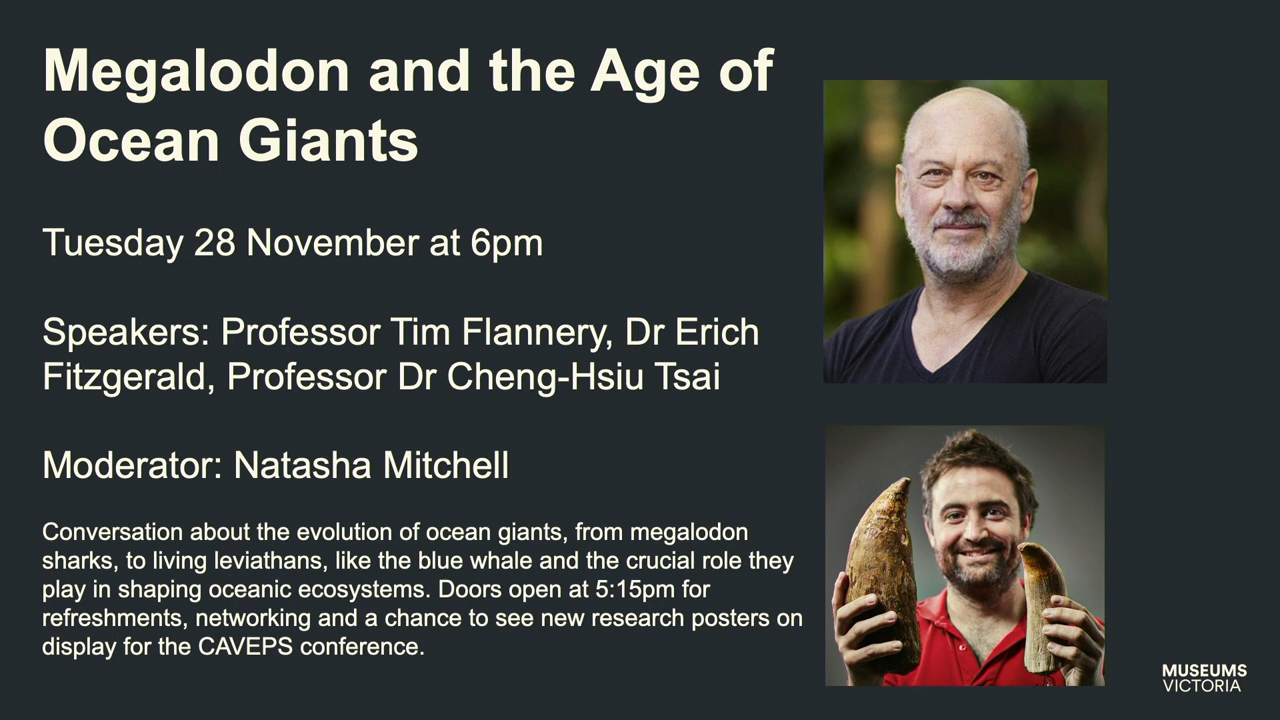 Megalodon and the Age of
Ocean Giants
Tuesday 28 November at 6pm
Speakers: Professor Tim Flannery, Dr Erich
Fitzgerald, Professor Dr Cheng-Hsiu Tsai
Moderator: Natasha Mitchell
Conversation about the evolution of ocean giants, from megalodon
sharks, to living leviathans, like the blue whale and the crucial role they
play in shaping oceanic ecosystems. Doors open at 5:15pm for
refreshments, networking and a chance to see new research posters on
display for the CAVEPS conference.
MUSEUMS
VICTORIA